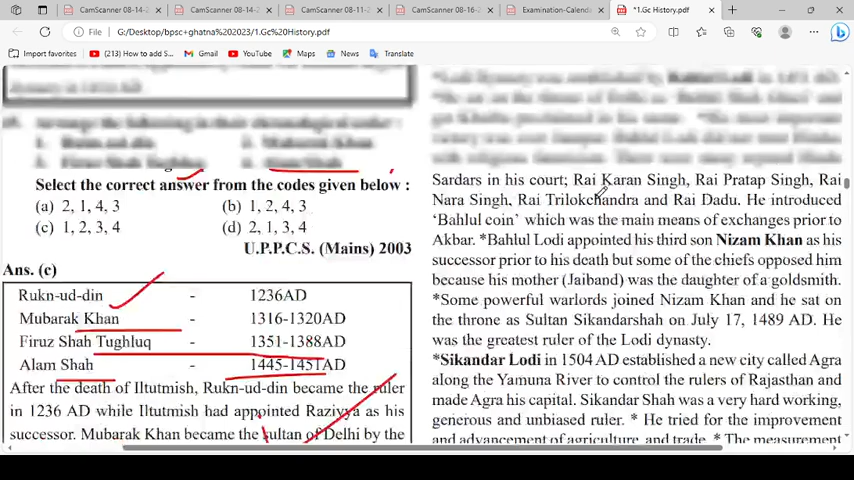 CamScanner 08-14-
CamScanner 08-14-2
CamScanner 08-11-2
CamScanner 08-16-2
Examination-Calenda
*1.Gc History.pdf
File
G:/Desktop/bpsc+ghatna%202023/1.Gc%20History.pdf
Import favorites
(213) How to add S...
Gmail
YouTube
Maps
News
Translate
Select the correct answer from the codes given below :
(a) 2, 1, 4, 3 (b) 1, 2, 4, 3
(c) 1, 2, 3, 4 (d) 2, 1, 3, 4
U.P.P.C.S. (Mains) 2003
Ans. (c)
Rukn-ud-din - 1236AD
Mubarak Khan - 1316-1320AD
Firuz Shah Tughluq - 1351-1388AD
Alam Shah - 1445-1451AD
After the death of Iltutmish, Rukn-ud-din became the ruler
in 1236 AD while Iltutmish had appointed Raziyya as his
successor. Mubarak Khan became the sultan of Delhi by the
Sardars in his court; Rai Karan Singh, Rai Pratap Singh, Rai
Nara Singh, Rai Trilokchandra and Rai Dadu. He introduced
'Bahlul coin' which was the main means of exchanges prior to
Akbar. *Bahlul Lodi appointed his third son Nizam Khan as his
successor prior to his death but some of the chiefs opposed him
because his mother (Jaiband) was the daughter of a goldsmith.
*Some powerful warlords joined Nizam Khan and he sat on
the throne as Sultan Sikandarshah on July 17, 1489 AD. He
was the greatest ruler of the Lodi dynasty.
*Sikandar Lodi in 1504 AD established a new city called Agra
along the Yamuna River to control the rulers of Rajasthan and
made Agra his capital. Sikandar Shah was a very hard working,
generious and unbiased ruler. * He tried for the improvement
and advancement of agriculture, and trade. * The measurement